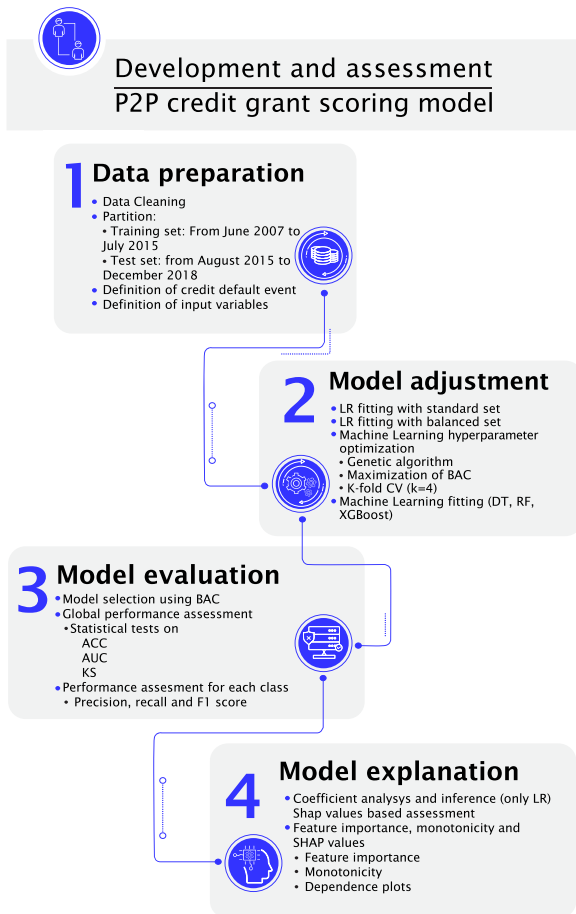 Development and assessment
P2P credit grant scoring model
1 Data preparation
• Data Cleaning
• Partition:
• Training set: From June 2007 to
July 2015
• Test set: from August 2015 to
December 2018
• Definition of credit default event
• Definition of input variables
2 Model adjustment
• LR fitting with standard set
• LR fitting with balanced set
• Machine Learning hyperparameter
optimization
• Genetic algorithm
• Maximization of BAC
• K-fold CV (k=4)
• Machine Learning fitting (DT, RF,
XGBoost)
3 Model evaluation
• Model selection using BAC
• Global performance assessment
• Statistical tests on
ACC
AUC
KS
• Performance assesment for each class
• Precision, recall and F1 score
4 Model explanation
• Coefficient analysys and inference (only LR)
Shap values based assessment
• Feature importance, monotonicity and
SHAP values
• Feature importance
• Monotonicity
• Dependence plots